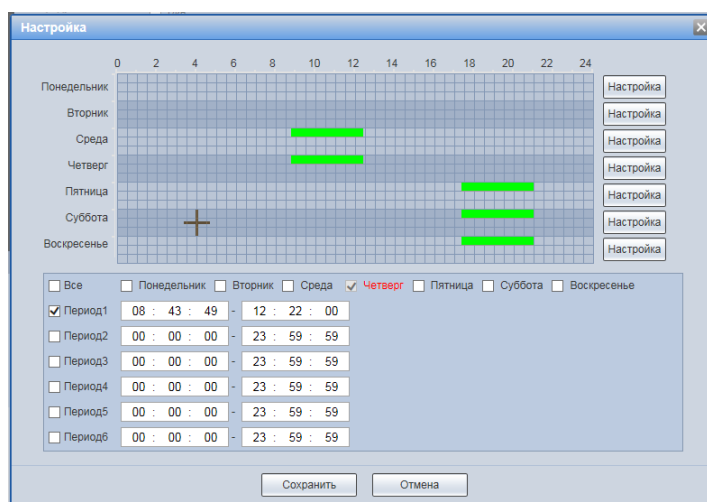 Настройка
0 2 4 6 8 10 12 14 16 18 20 22 24
Понедельник Настройка
Вторник Настройка
Среда Настройка
Четверг Настройка
Пятница Настройка
Суббота Настройка
Воскресенье Настройка
Все Понедельник Вторник Среда Четверг Пятница Суббота Воскресенье
Период1 08 : 43 : 49 - 12 : 22 : 00
Период2 00 : 00 : 00 - 23 : 59 : 59
Период3 00 : 00 : 00 - 23 : 59 : 59
Период4 00 : 00 : 00 - 23 : 59 : 59
Период5 00 : 00 : 00 - 23 : 59 : 59
Период6 00 : 00 : 00 - 23 : 59 : 59
Сохранить Отмена